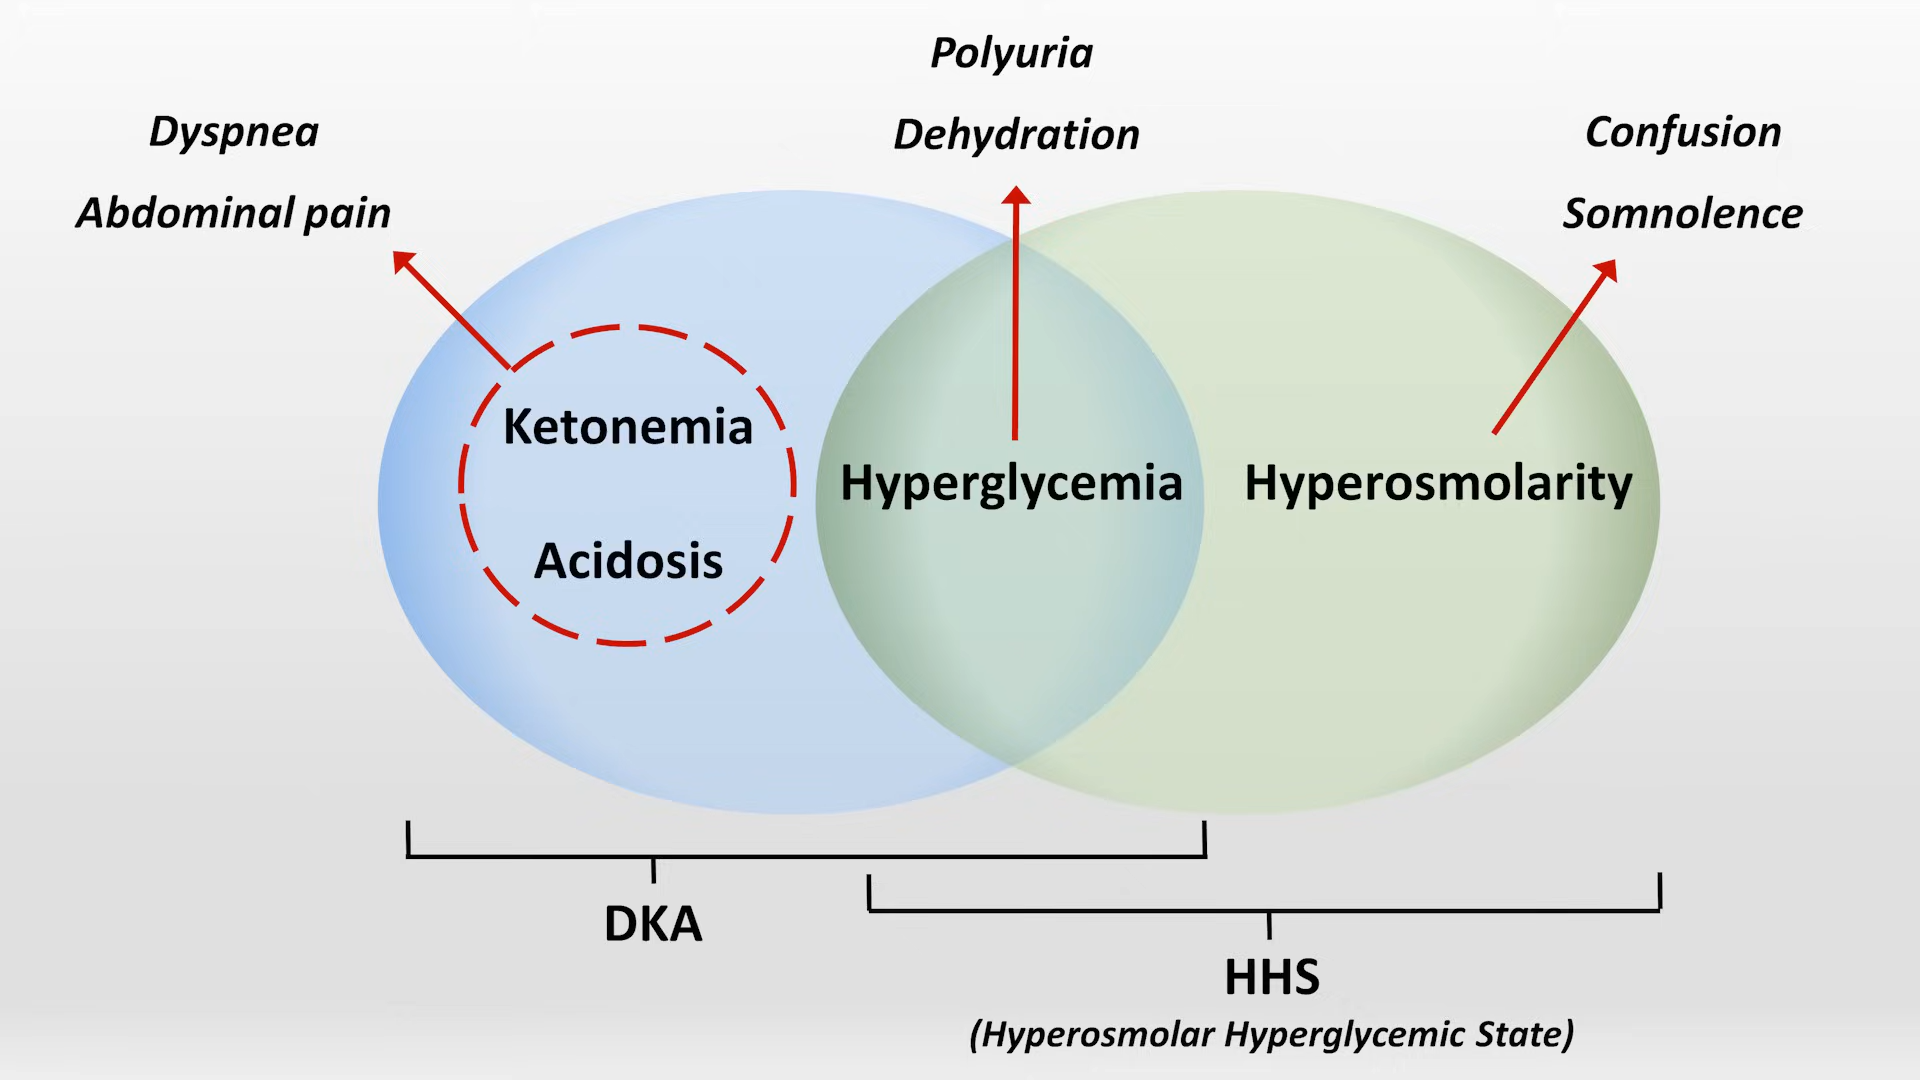 Polyuria
Dehydration
Dyspnea
Abdominal pain
Confusion
Somnolence
Ketonemia
Acidosis
Hyperglycemia
Hyperosmolarity
DKA
HHS
(Hyperosmolar Hyperglycemic State)